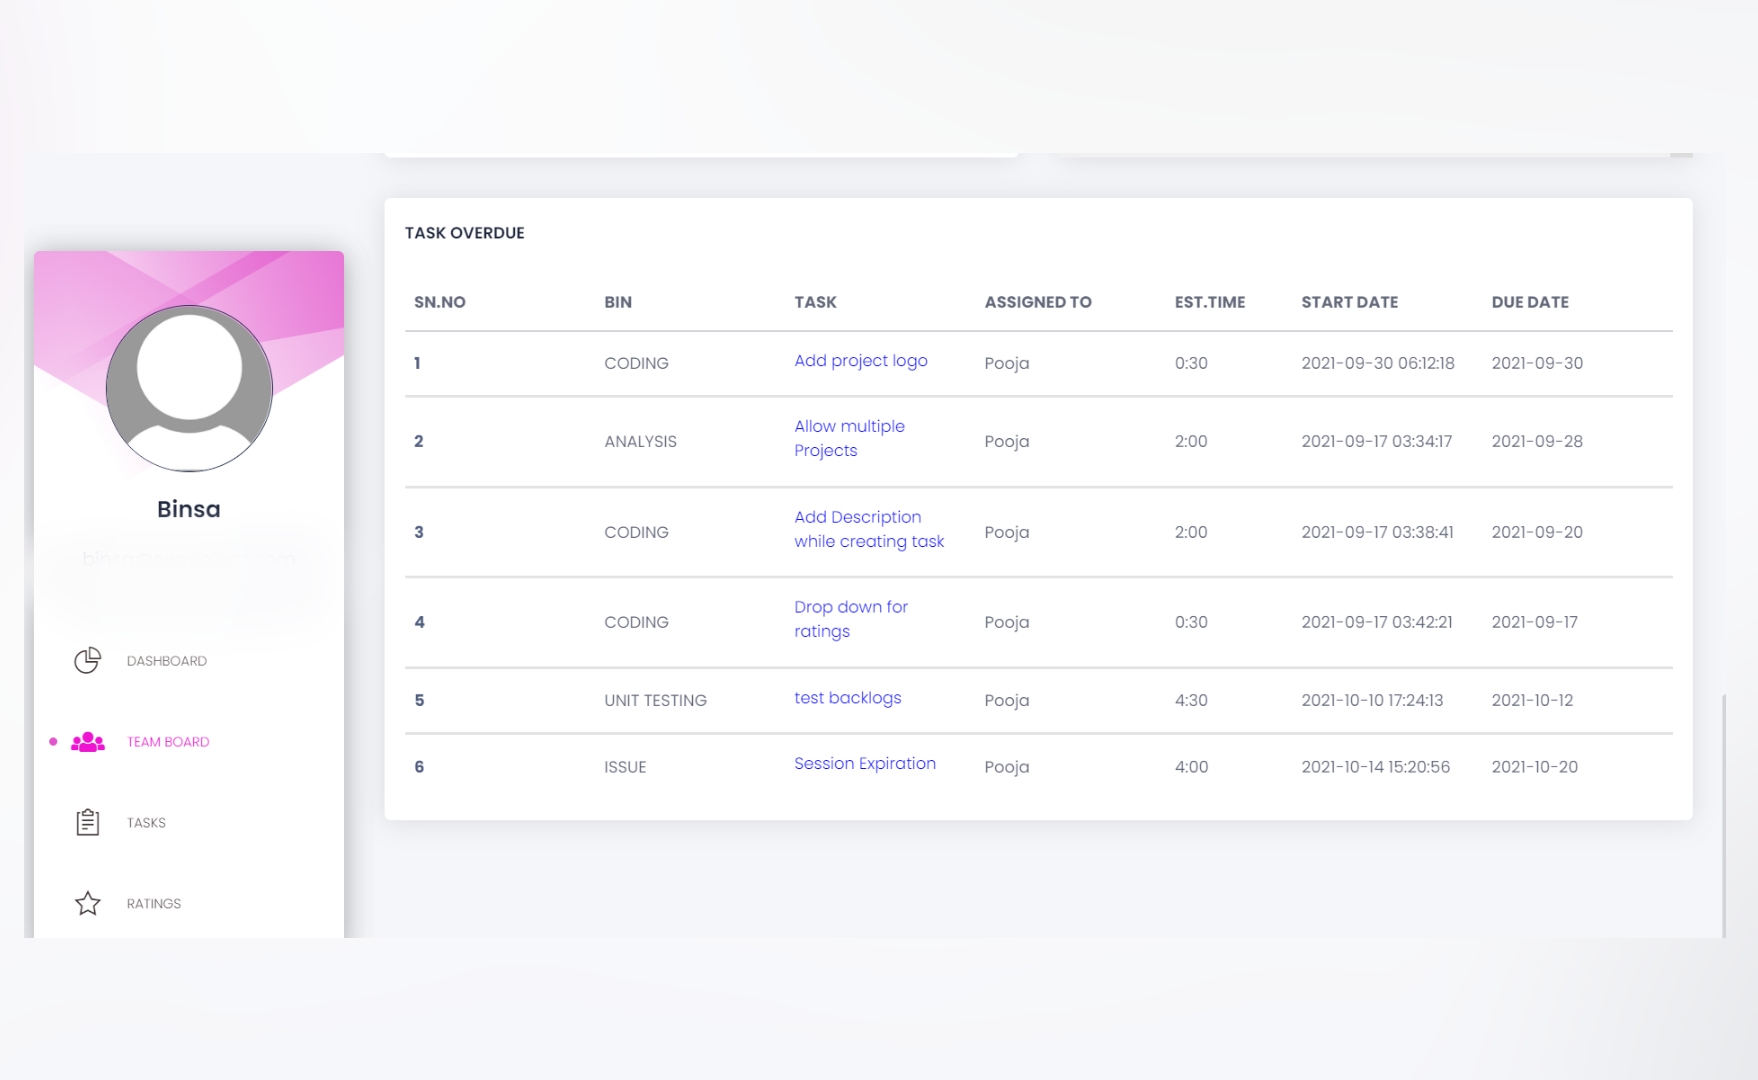 TASK OVERDUE
SN.NO BIN TASK ASSIGNED TO EST.TIME START DATE DUE DATE
1 CODING Add project logo Pooja 0:30 2021-09-30 06:12:18 2021-09-30
2 ANALYSIS Allow multiple Projects Pooja 2:00 2021-09-17 03:34:17 2021-09-28
3 CODING Add Description while creating task Pooja 2:00 2021-09-17 03:38:41 2021-09-20
4 CODING Drop down for ratings Pooja 0:30 2021-09-17 03:42:21 2021-09-17
5 UNIT TESTING test backlogs Pooja 4:30 2021-10-10 17:24:13 2021-10-12
6 ISSUE Session Expiration Pooja 4:00 2021-10-14 15:20:56 2021-10-20
Binsa
DASHBOARD
TEAM BOARD
TASKS
RATINGS